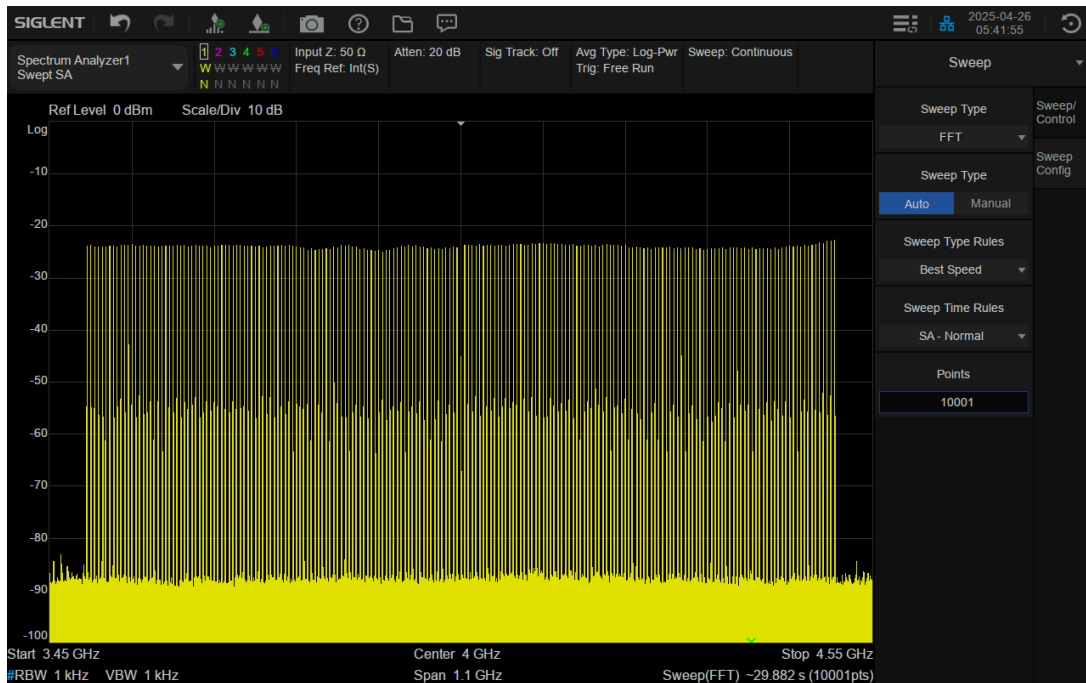 SIGLENT
2025-04-26
05:41:55
Spectrum Analyzer1
Swept SA
1 2 3 4 5 6
W W W W W W
N N N N N N
Input Z: 50 Ω
Freq Ref: Int(S)
Atten: 20 dB
Sig Track: Off
Avg Type: Log-Pwr
Trig: Free Run
Sweep: Continuous
Sweep
Ref Level 0 dBm Scale/Div 10 dB
Log
-10
-20
-30
-40
-50
-60
-70
-80
-90
-100
Start 3.45 GHz Center 4 GHz Stop 4.55 GHz
#RBW 1 kHz VBW 1 kHz Span 1.1 GHz Sweep(FFT) ~29.882 s (10001pts)
Sweep Type
FFT
Sweep Type
Auto Manual
Sweep Type Rules
Best Speed
Sweep Time Rules
SA - Normal
Points
10001
Sweep/
Control
Sweep
Config